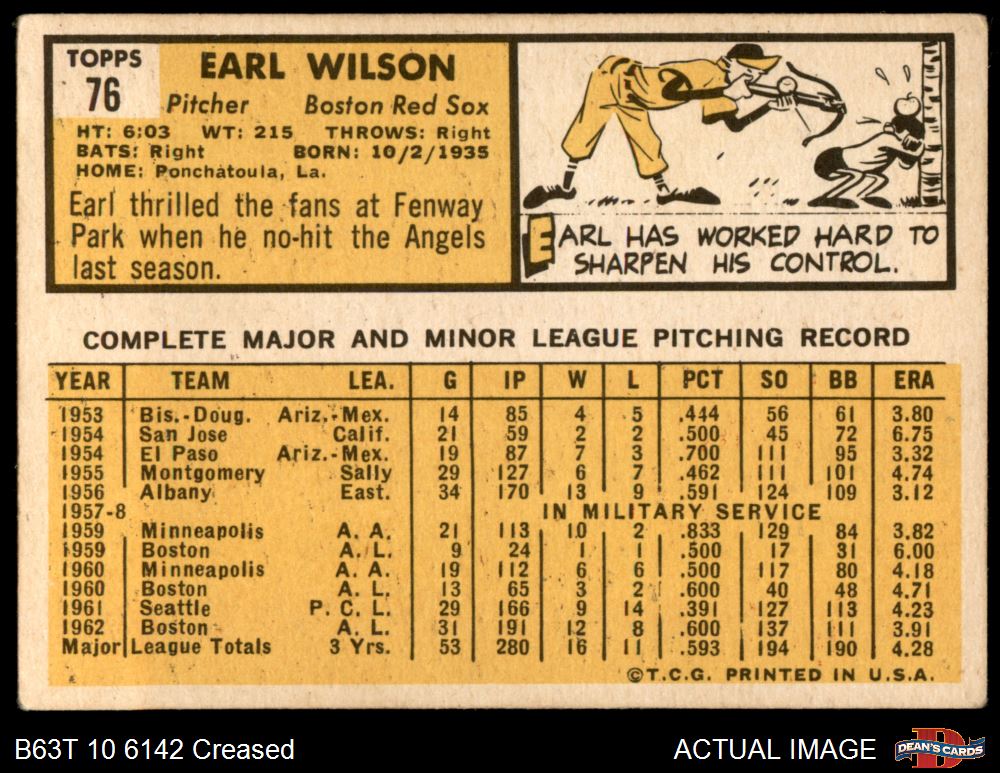 TOPPS
76
EARL WILSON
Pitcher Boston Red Sox
HT: 6:03 WT: 215 THROWS: Right
BATS: Right BORN: 10/2/1935
HOME: Ponchatoula, La.
Earl thrilled the fans at Fenway
Park when he no-hit the Angels
last season.
EARL HAS WORKED HARD TO
SHARPEN HIS CONTROL.
COMPLETE MAJOR AND MINOR LEAGUE PITCHING RECORD
YEAR TEAM LEA. G IP W L PCT SO BB ERA
1953 Bis.-Doug. Ariz.-Mex. 14 85 4 5 .444 56 61 3.80
1954 San Jose Calif. 21 59 2 2 .500 45 72 6.75
1954 El Paso Ariz.-Mex. 19 87 7 3 .700 111 95 3.32
1955 Montgomery Sally 29 127 6 7 .462 111 101 4.74
1956 Albany East. 34 170 13 9 .591 124 109 3.12
1957-8 IN MILITARY SERVICE
1959 Minneapolis A. A. 21 113 10 2 .833 129 84 3.82
1959 Boston A. L. 9 24 1 1 .500 17 31 6.00
1960 Minneapolis A. A. 19 112 6 6 .500 117 80 4.18
1960 Boston A. L. 13 65 3 2 .600 40 48 4.71
1961 Seattle P. C. L. 29 166 9 14 .391 127 113 4.23
1962 Boston A. L. 31 191 12 8 .600 137 111 3.91
Major League Totals 3 Yrs. 53 280 16 11 .593 194 190 4.28
©T.C.G. PRINTED IN U.S.A.
B63T 10 6142 Creased ACTUAL IMAGE
D
DEAN'S CARDS